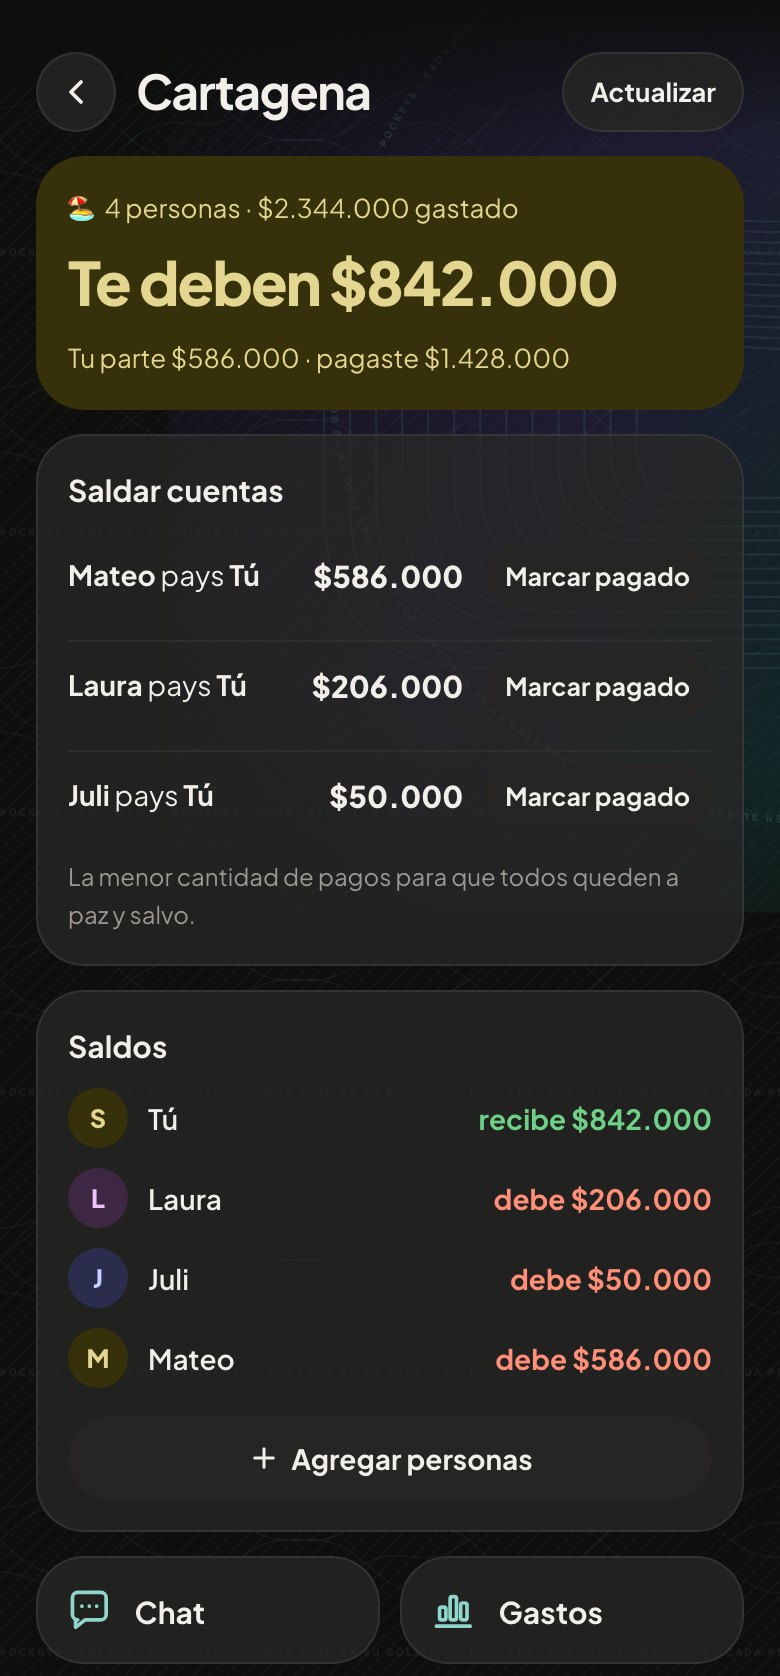 Cartagena
Actualizar
4 personas · $2.344.000 gastado
Te deben $842.000
Tu parte $586.000 · pagaste $1.428.000
Saldar cuentas
Mateo pays Tú $586.000 Marcar pagado
Laura pays Tú $206.000 Marcar pagado
Juli pays Tú $50.000 Marcar pagado
La menor cantidad de pagos para que todos queden a
paz y salvo.
Saldos
S Tú recibe $842.000
L Laura debe $206.000
J Juli debe $50.000
M Mateo debe $586.000
+ Agregar personas
Chat
Gastos